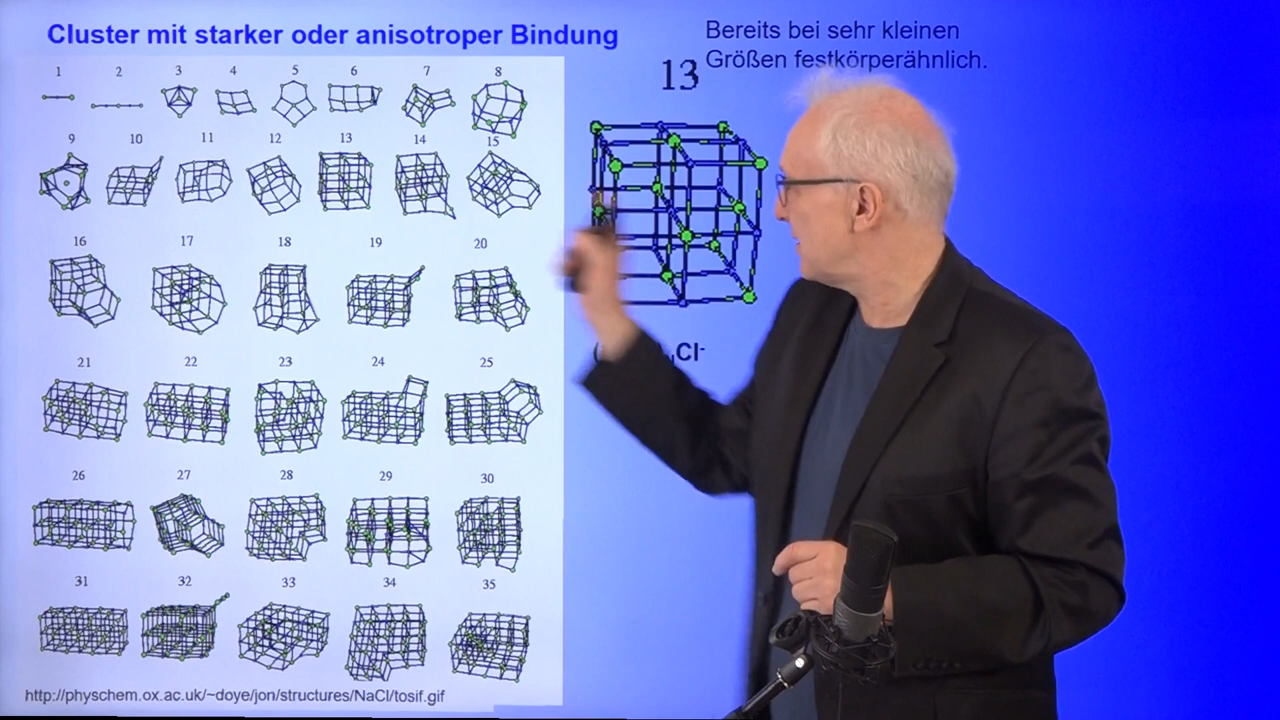 Cluster mit starker oder anisotroper Bindung
Bereits bei sehr kleinen
Größen festkörperähnlich.
1 2 3 4 5 6 7 8
9 10 11 12 13 14 15
16 17 18 19 20
21 22 23 24 25
26 27 28 29 30
31 32 33 34 35
13
Cl-
http://physchem.ox.ac.uk/~doye/jon/structures/NaCl/tosif.gif